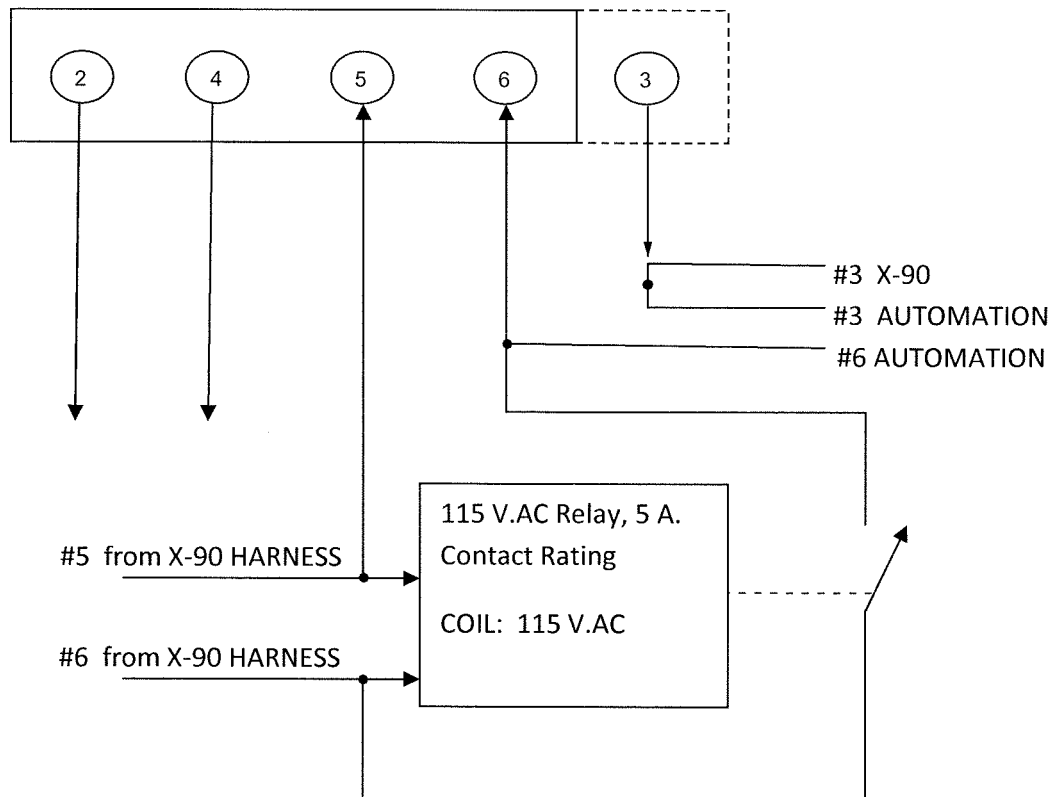 2 4 5 6 3
#3 X-90
#3 AUTOMATION
#6 AUTOMATION
115 V.AC Relay, 5 A.
Contact Rating
#5 from X-90 HARNESS
COIL: 115 V.AC
#6 from X-90 HARNESS